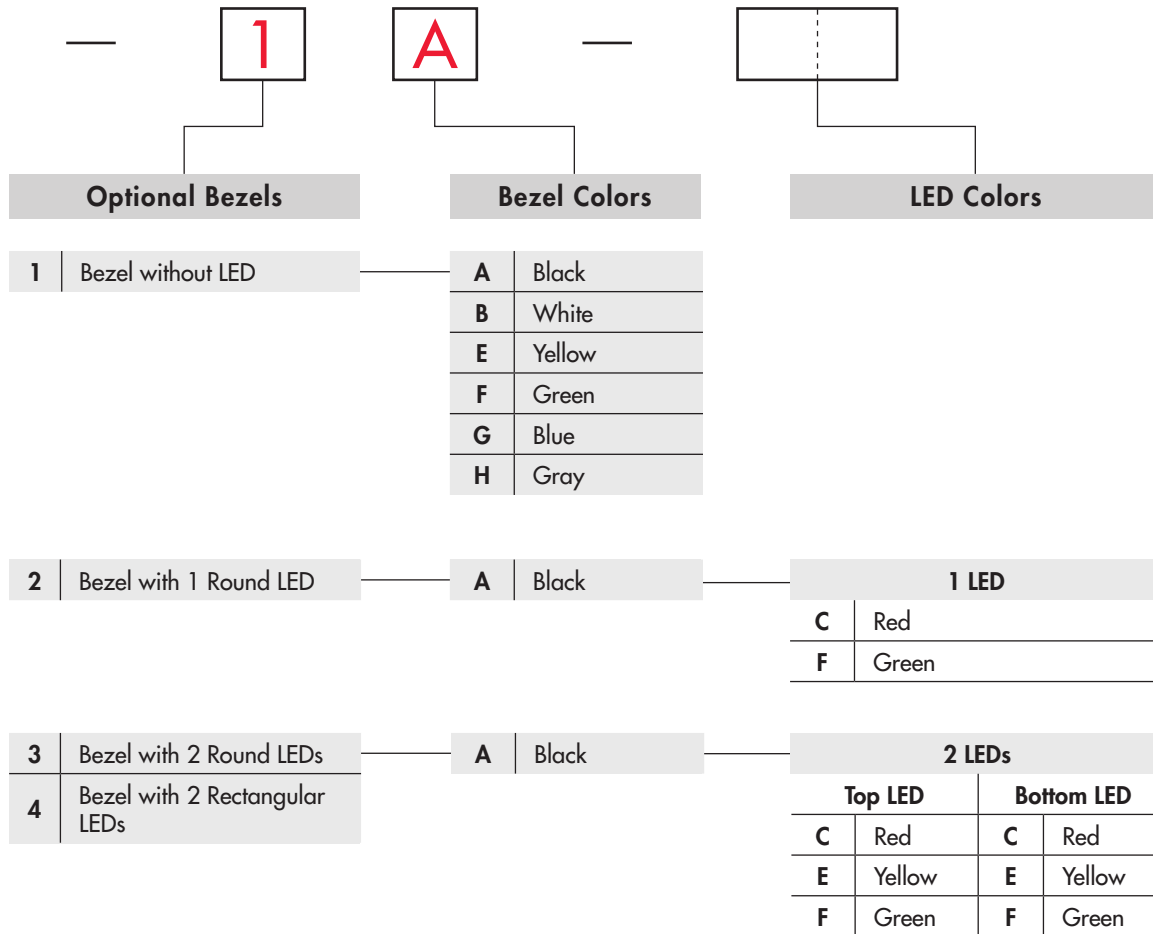 — 1 A —
Optional Bezels Bezel Colors LED Colors
1 Bezel without LED A Black
B White
E Yellow
F Green
G Blue
H Gray
2 Bezel with 1 Round LED A Black 1 LED
C Red
F Green
3 Bezel with 2 Round LEDs A Black 2 LEDs
4 Bezel with 2 Rectangular
LEDs
Top LED Bottom LED
C Red C Red
E Yellow E Yellow
F Green F Green